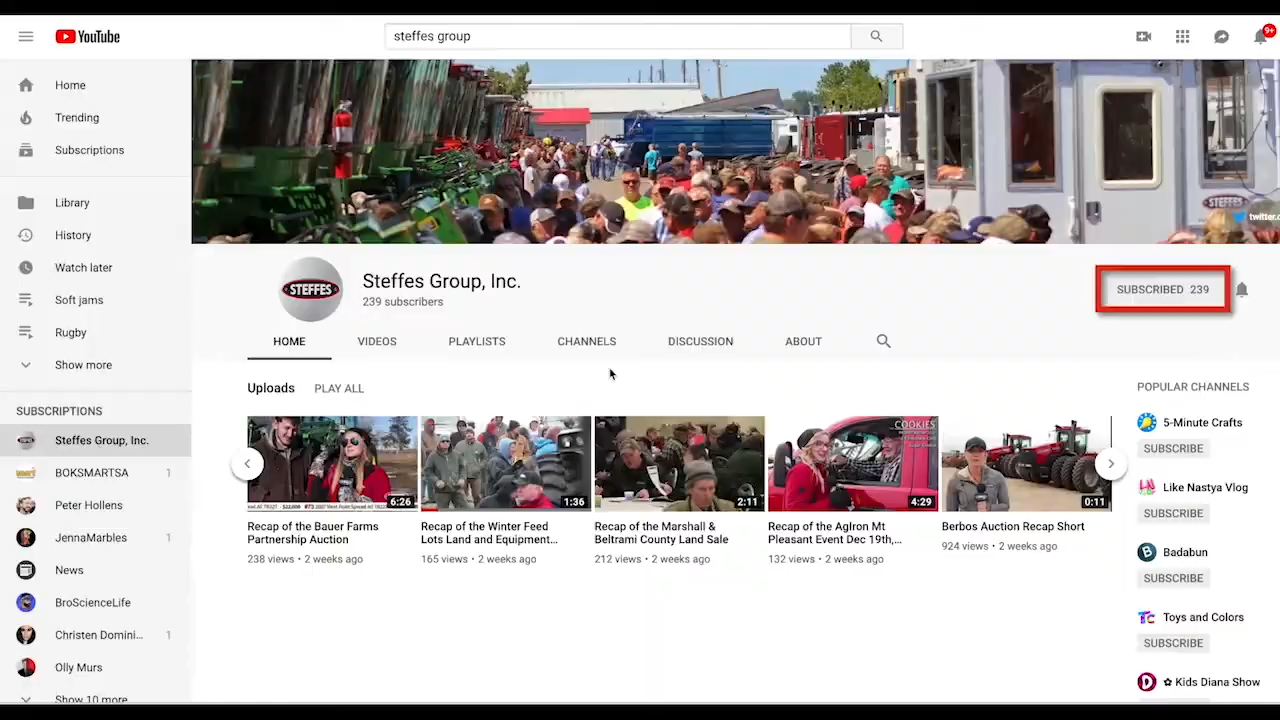 YouTube
steffes group
9+
Home
Trending
Subscriptions
Library
History
Watch later
Soft jams
Rugby
Show more
SUBSCRIPTIONS
Steffes Group, Inc.
BOKSMARTSA 1
Peter Hollens
JennaMarbles 1
News
BroScienceLife
Christen Domini... 1
Olly Murs
Show 10 more
STEFFES
twitter.c
STEFFES
Steffes Group, Inc.
239 subscribers
SUBSCRIBED 239
HOME VIDEOS PLAYLISTS CHANNELS DISCUSSION ABOUT
Uploads PLAY ALL
6:26
1:36
2:11
COOKIES
4:29
0:11
Recap of the Bauer Farms
Partnership Auction
238 views • 2 weeks ago
Recap of the Winter Feed
Lots Land and Equipment...
165 views • 2 weeks ago
Recap of the Marshall &
Beltrami County Land Sale
212 views • 2 weeks ago
Recap of the AgIron Mt
Pleasant Event Dec 19th,...
132 views • 2 weeks ago
Berbos Auction Recap Short
924 views • 2 weeks ago
POPULAR CHANNELS
5-Minute Crafts
SUBSCRIBE
Like Nastya Vlog
SUBSCRIBE
Badabun
SUBSCRIBE
Toys and Colors
SUBSCRIBE
✿ Kids Diana Show